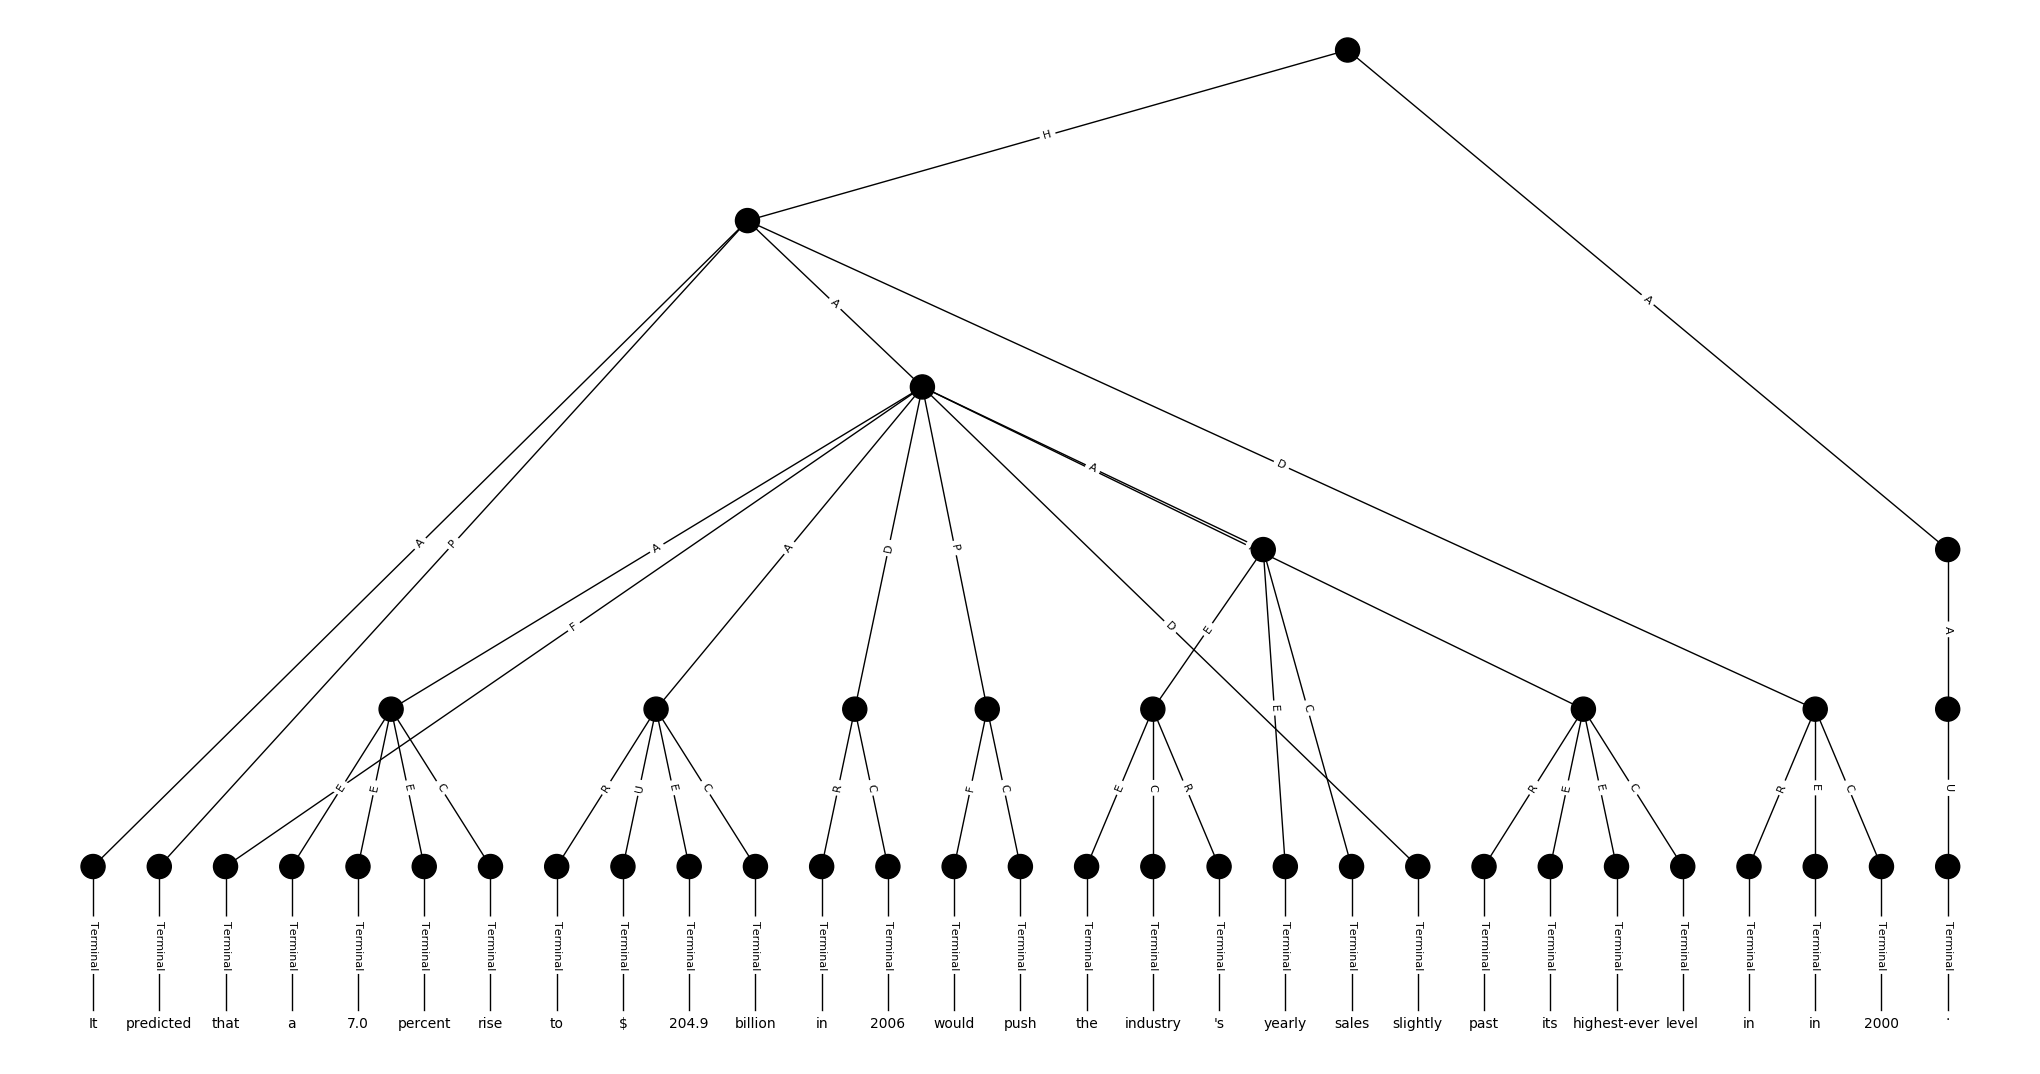 H
A
A
D
A
P
A
A
A
D
P
F
D
E
A
E C
E E E C
R U E C
R C
F C
E C R
R E E C
R E C
U
Terminal Terminal Terminal Terminal Terminal Terminal Terminal Terminal Terminal Terminal Terminal Terminal Terminal Terminal Terminal Terminal Terminal Terminal Terminal Terminal Terminal Terminal Terminal Terminal Terminal Terminal Terminal Terminal Terminal
It predicted that a 7.0 percent rise to $ 204.9 billion in 2006 would push the industry 's yearly sales slightly past its highest-ever level in in 2000 .